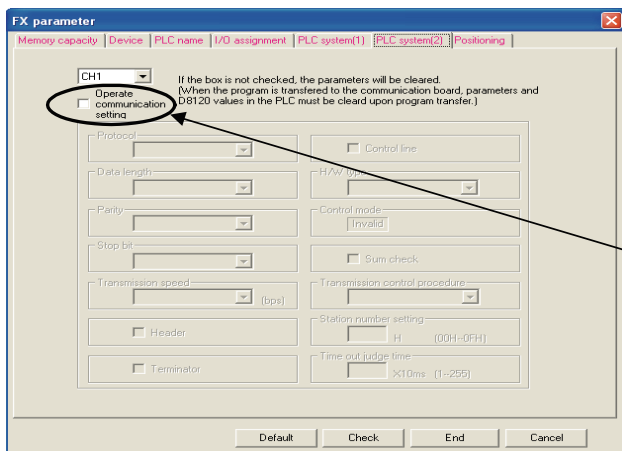 FX parameter
Memory capacity | Device | PLC name | I/O assignment | PLC system(1) | PLC system(2) | Positioning
CH1
If the box is not checked, the parameters will be cleared.
(When the program is transfered to the communication board, parameters and
D8120 values in the PLC must be cleard upon program transfer.)
Operate
communication
setting
Protocol
Control line
Data length
H/W type
Parity
Control mode
Invalid
Stop bit
Sum check
Transmission speed
(bps)
Transmission control procedure
Header
Station number setting
H (00H~0FH)
Terminator
Time out judge time
X10ms (1~255)
Default Check End Cancel